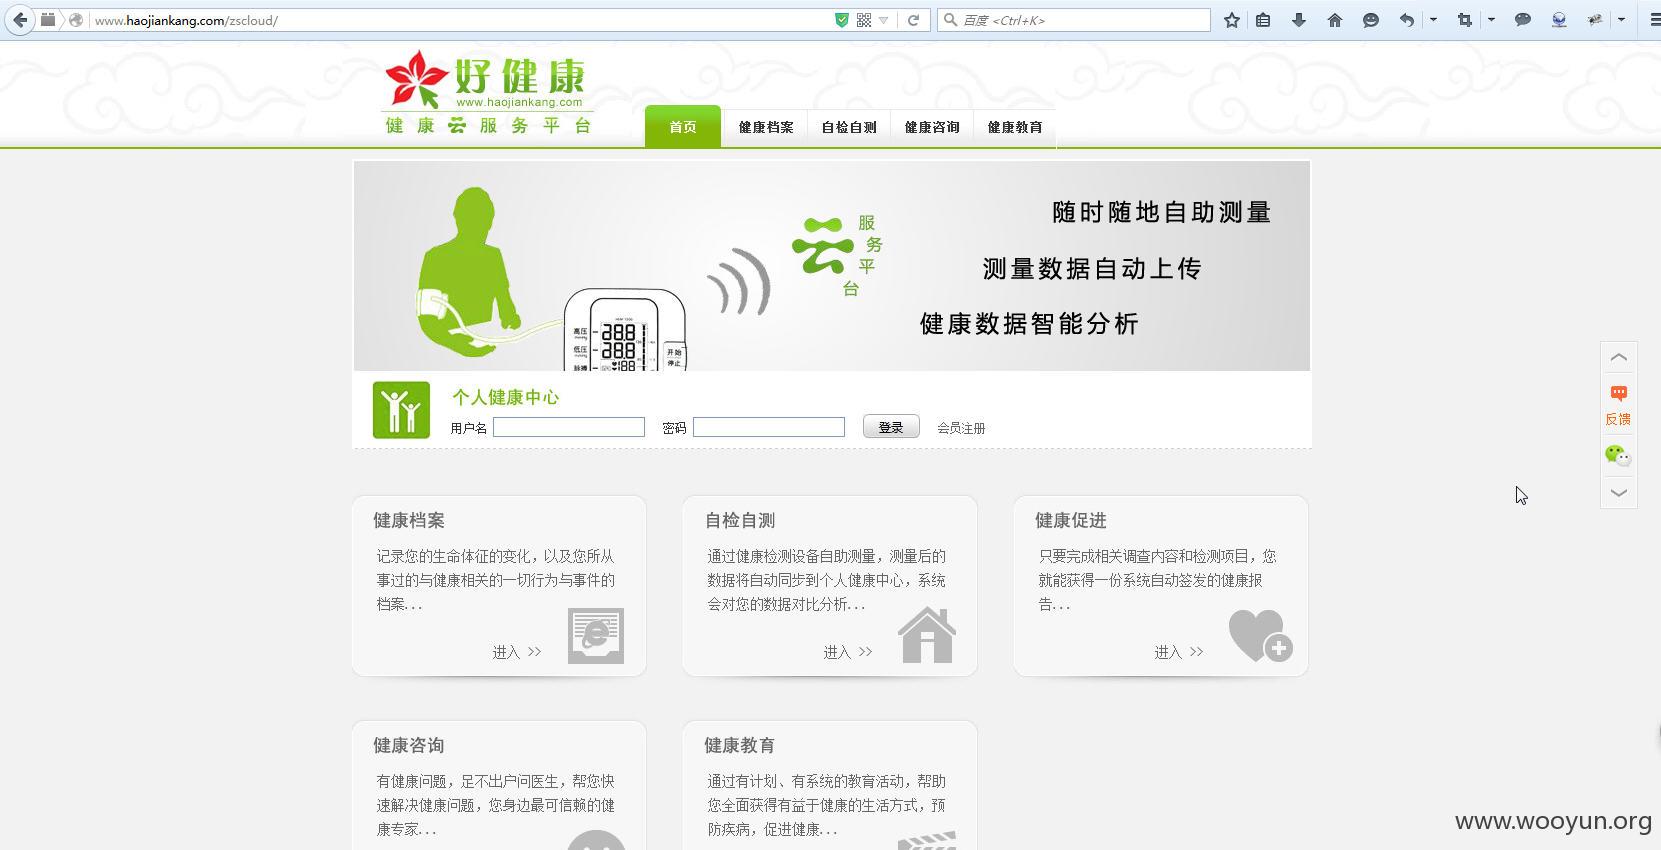 www.haojiankang.com/zscloud/
百度 <Ctrl+K>
好健康
www.haojiankang.com
健康云服务平台
首页
健康档案
自检自测
健康咨询
健康教育
随时随地自助测量
云服务平台
测量数据自动上传
健康数据智能分析
高压
低压
开始
停止
个人健康中心
用户名
密码
登录
会员注册
反馈
健康档案
记录您的生命体征的变化，以及您所从
事过的与健康相关的一切行为与事件的
档案...
进入 >>
自检自测
通过健康检测设备自助测量，测量后的
数据将自动同步到个人健康中心，系统
会对您的数据对比分析...
进入 >>
健康促进
只要完成相关调查内容和检测项目，您
就能获得一份系统自动签发的健康报
告...
进入 >>
健康咨询
有健康问题，足不出户问医生，帮您快
速解决健康问题，您身边最可信赖的健
康专家...
健康教育
通过有计划、有系统的教育活动，帮助
您全面获得有益于健康的生活方式，预
防疾病，促进健康...
www.wooyun.org